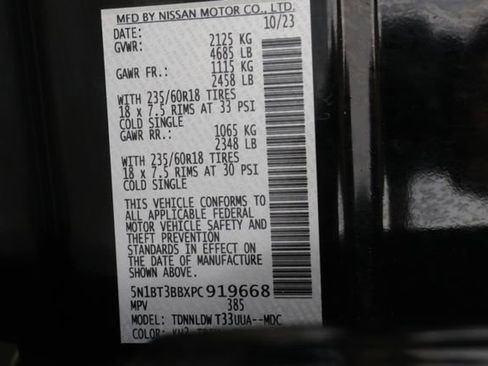 MFD BY NISSAN MOTOR CO., LTD.
DATE: 10/23
GVWR: 2125 KG
4685 LB
GAWR FR.: 1115 KG
2458 LB
WITH 235/60R18 TIRES
18 x 7.5 RIMS AT 33 PSI
COLD SINGLE
GAWR RR.: 1065 KG
2348 LB
WITH 235/60R18 TIRES
18 x 7.5 RIMS AT 30 PSI
COLD SINGLE
THIS VEHICLE CONFORMS TO
ALL APPLICABLE FEDERAL
MOTOR VEHICLE SAFETY AND
THEFT PREVENTION
STANDARDS IN EFFECT ON
THE DATE OF MANUFACTURE
SHOWN ABOVE.
5N1BT3BBXPC919668
MPV 385
MODEL: TDNNLDW T33UUA--MDC
COLOR: